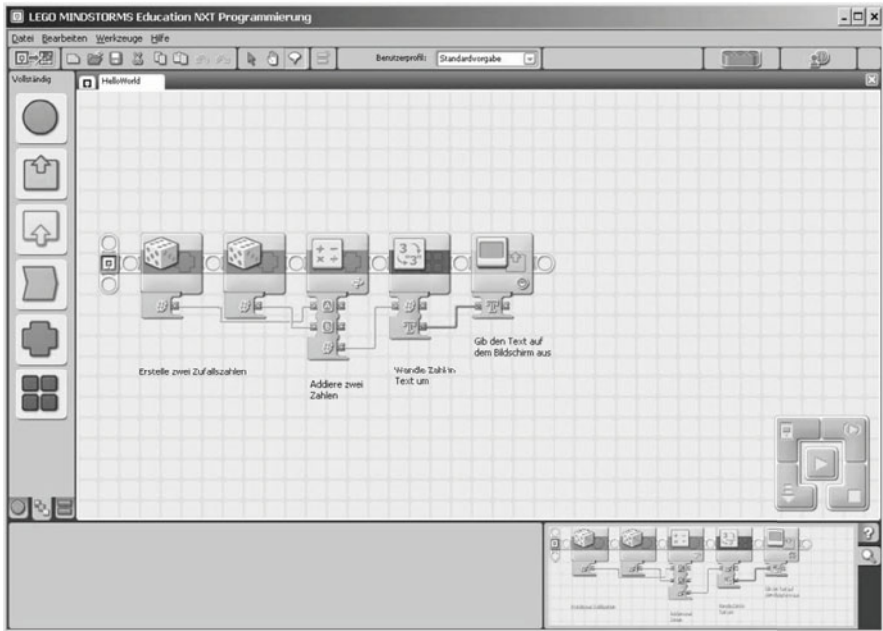 LEGO MINDSTORMS Education NXT Programmierung
Datei Bearbeiten Werkzeuge Hilfe
Benutzerprofil: Standardvorgabe
Vollständig
HelloWorld
Erstelle zwei Zufallszahlen
Addiere zwei
Zahlen
Wandle Zahl in
Text um
Gib den Text auf
dem Bildschirm aus